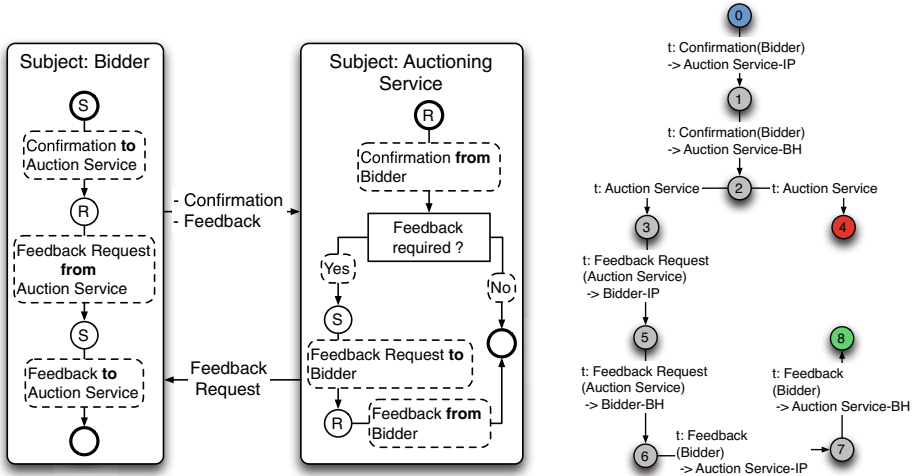 Subject: Bidder
S
Confirmation to
Auction Service
R
Feedback Request
from
Auction Service
S
Feedback to
Auction Service
- Confirmation
- Feedback
Feedback
Request
Subject: Auctioning
Service
R
Confirmation from
Bidder
Feedback
required ?
Yes
No
S
Feedback Request to
Bidder
R
Feedback from
Bidder
0
t: Confirmation(Bidder)
-> Auction Service-IP
1
t: Confirmation(Bidder)
-> Auction Service-BH
t: Auction Service
2
t: Auction Service
3
4
t: Feedback Request
(Auction Service)
-> Bidder-IP
5
t: Feedback Request
(Auction Service)
-> Bidder-BH
6
t: Feedback
(Bidder)
-> Auction Service-IP
7
t: Feedback
(Bidder)
-> Auction Service-BH
8